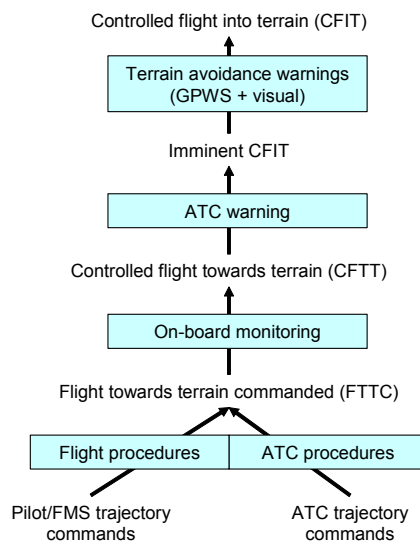 Controlled flight into terrain (CFIT)
Terrain avoidance warnings
(GPWS + visual)
Imminent CFIT
ATC warning
Controlled flight towards terrain (CFTT)
On-board monitoring
Flight towards terrain commanded (FTTC)
Flight procedures
ATC procedures
Pilot/FMS trajectory
commands
ATC trajectory
commands